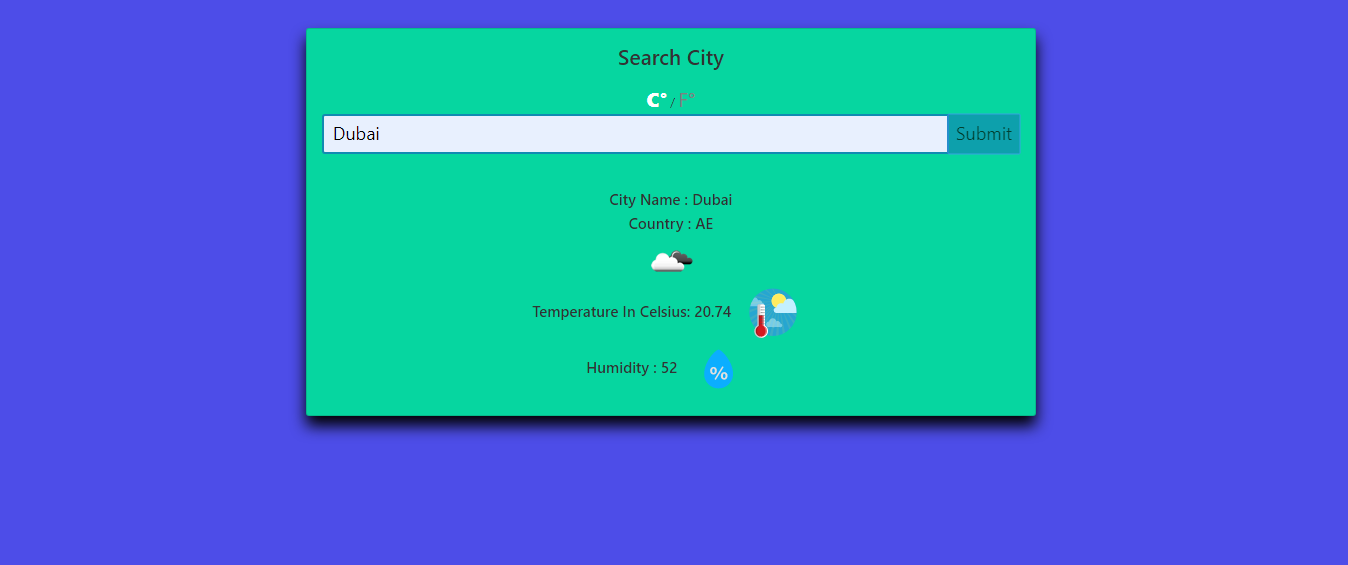 Search City
C° / F°
Dubai Submit
City Name : Dubai
Country : AE
Temperature In Celsius: 20.74
Humidity : 52 %